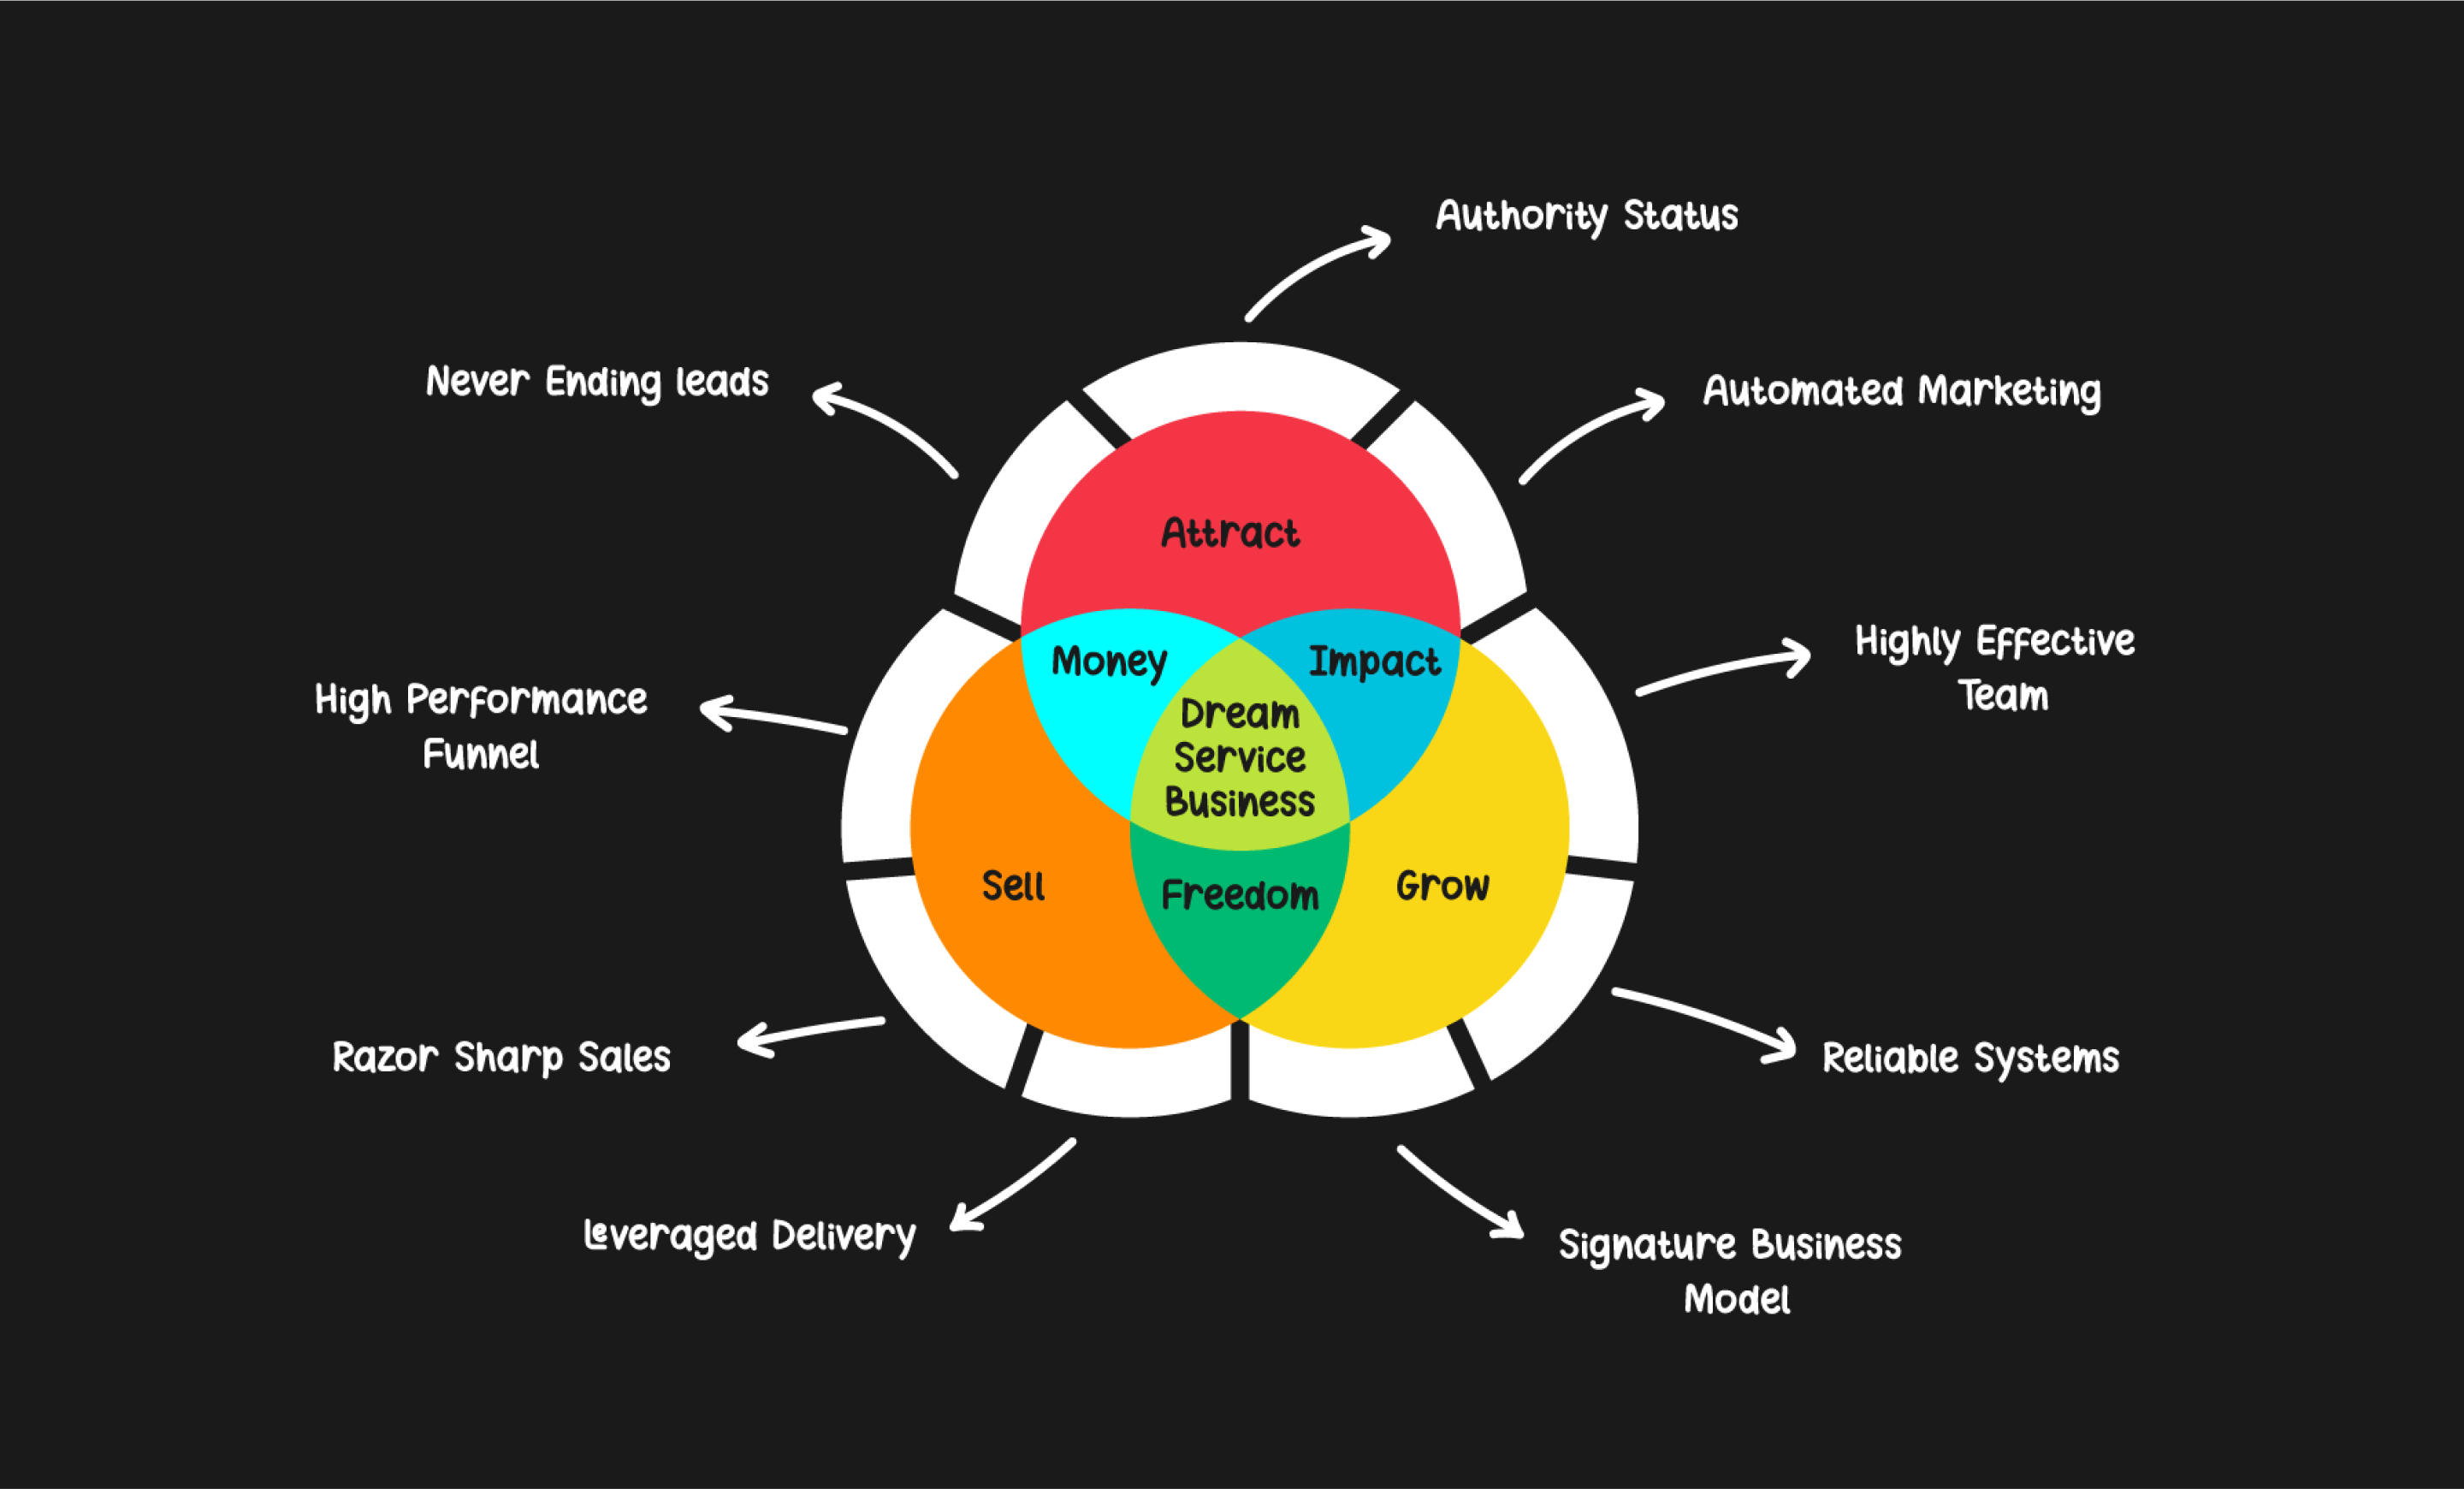 Authority Status
Never Ending leads
Automated Marketing
Attract
Highly Effective
Team
Money
Impact
High Performance
Funnel
Dream
Service
Business
Sell
Freedom
Grow
Razor Sharp Sales
Reliable Systems
Leveraged Delivery
Signature Business
Model